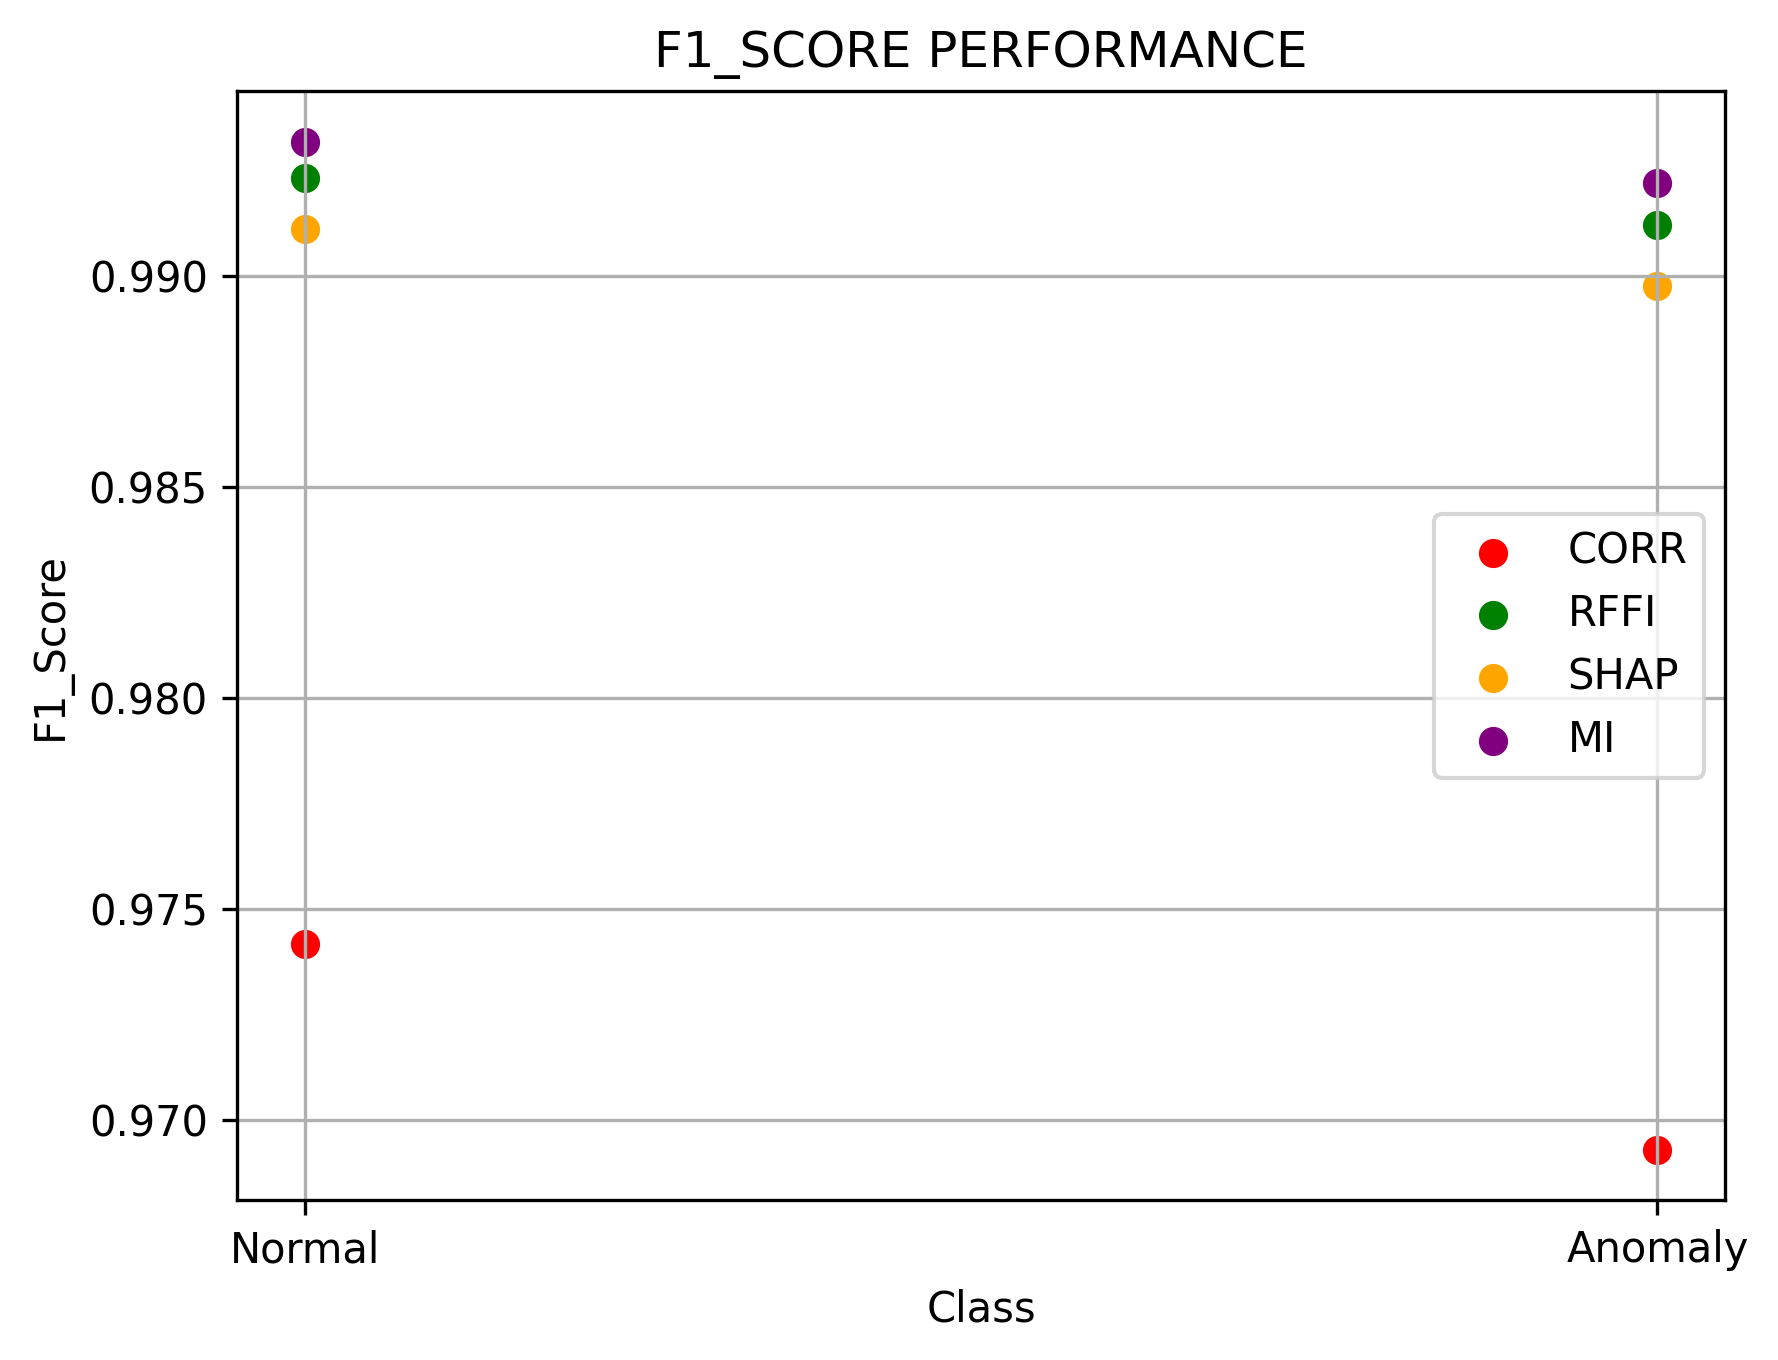 F1_SCORE PERFORMANCE
F1_Score
0.990
0.985
0.980
0.975
0.970
CORR
RFFI
SHAP
MI
Normal
Anomaly
Class